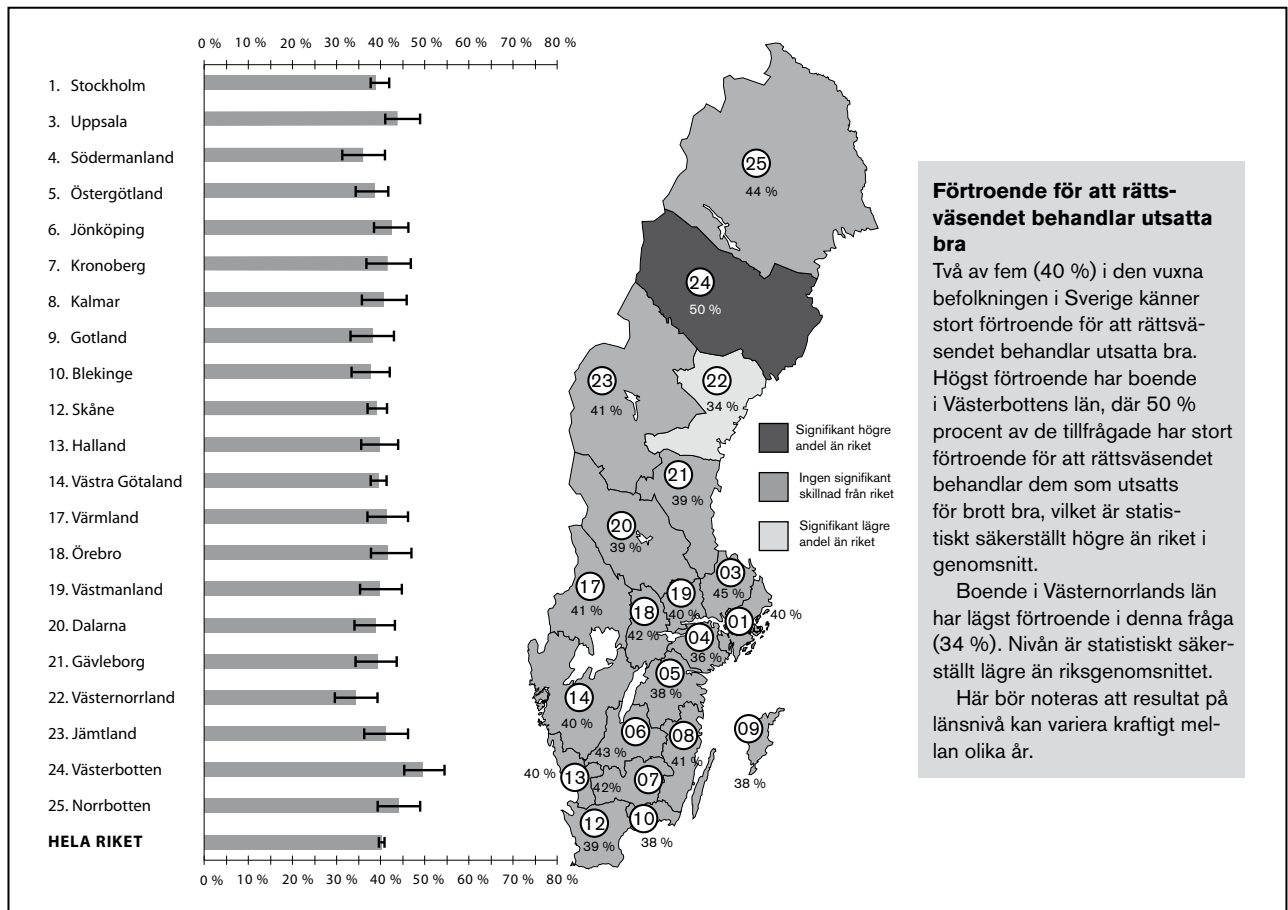 0 % 10 % 20 % 30 % 40 % 50 % 60 % 70 % 80 %
1. Stockholm
3. Uppsala
4. Södermanland
5. Östergötland
6. Jönköping
7. Kronoberg
8. Kalmar
9. Gotland
10. Blekinge
12. Skåne
13. Halland
14. Västra Götaland
17. Värmland
18. Örebro
19. Västmanland
20. Dalarna
21. Gävleborg
22. Västernorrland
23. Jämtland
24. Västerbotten
25. Norrbotten
HELA RIKET
0 % 10 % 20 % 30 % 40 % 50 % 60 % 70 % 80 %
25
44 %
24
50 %
23
41 %
22
34 %
21
39 %
20
39 %
03
45 %
17
41 %
19
40 %
18
42 %
01
40 %
04
36 %
05
38 %
14
40 %
06
43 %
08
41 %
09
38 %
13
40 %
07
42%
12
39 %
10
38 %
Signifikant högre
andel än riket
Ingen signifikant
skillnad från riket
Signifikant lägre
andel än riket
Förtroende för att rätts-
väsendet behandlar utsatta
bra
Två av fem (40 %) i den vuxna
befolkningen i Sverige känner
stort förtroende för att rättsvä-
sendet behandlar utsatta bra.
Högst förtroende har boende
i Västerbottens län, där 50 %
procent av de tillfrågade har stort
förtroende för att rättsväsendet
behandlar dem som utsatts
för brott bra, vilket är statis-
tiskt säkerställt högre än riket i
genomsnitt.
Boende i Västernorrlands län
har lägst förtroende i denna fråga
(34 %). Nivån är statistiskt säker-
ställt lägre än riksgenomsnittet.
Här bör noteras att resultat på
länsnivå kan variera kraftigt mel-
lan olika år.